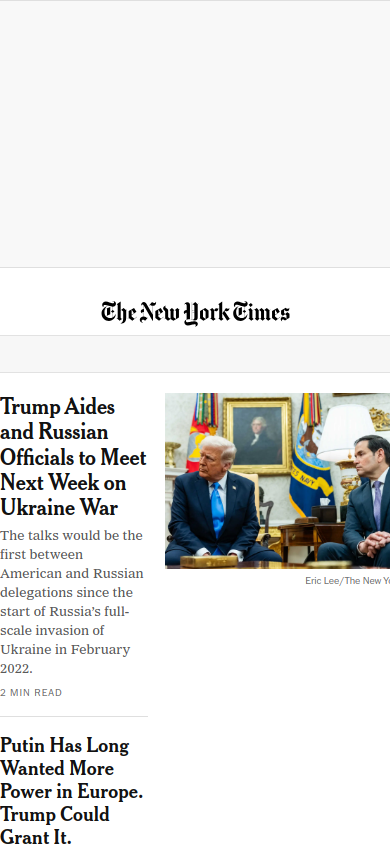 The New York Times
Trump Aides
and Russian
Officials to Meet
Next Week on
Ukraine War
The talks would be the
first between
American and Russian
delegations since the
start of Russia’s full-
scale invasion of
Ukraine in February
2022.
2 MIN READ
Eric Lee/The New Yo
Putin Has Long
Wanted More
Power in Europe.
Trump Could
Grant It.